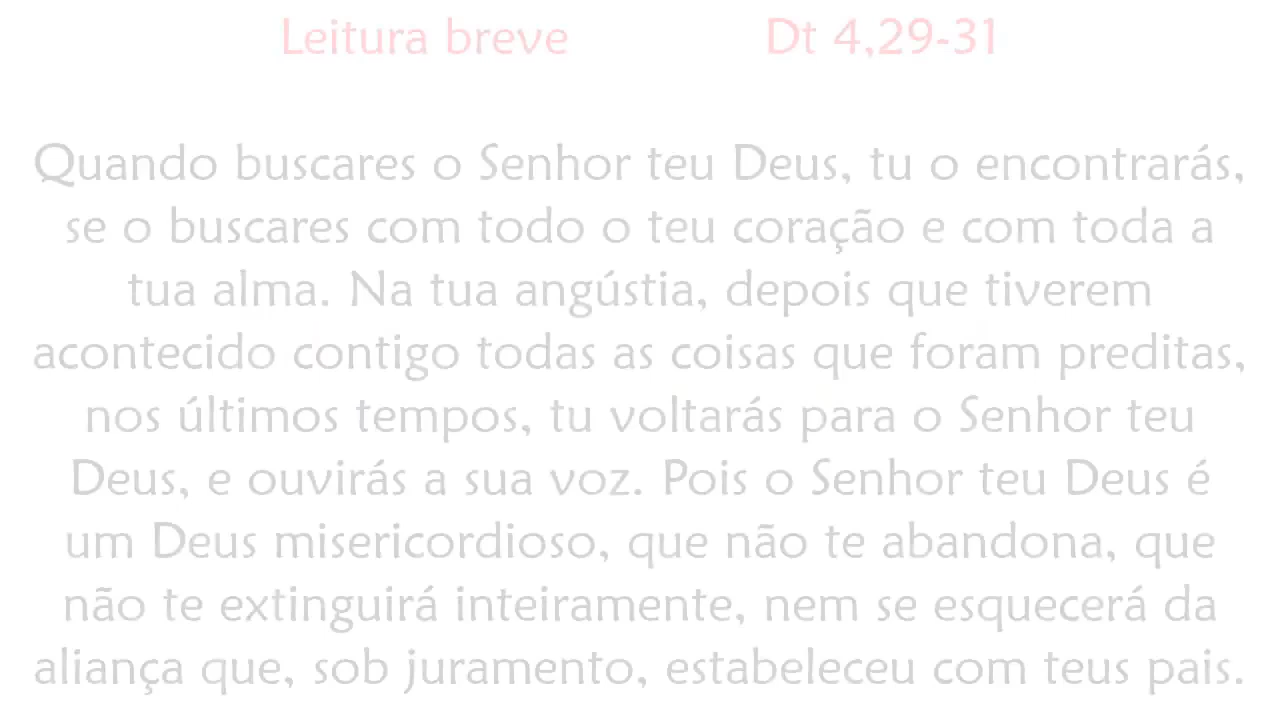 Leitura breve Dt 4,29-31
Quando buscares o Senhor teu Deus, tu o encontrarás,
se o buscares com todo o teu coração e com toda a
tua alma. Na tua angústia, depois que tiverem
acontecido contigo todas as coisas que foram preditas,
nos últimos tempos, tu voltarás para o Senhor teu
Deus, e ouvirás a sua voz. Pois o Senhor teu Deus é
um Deus misericordioso, que não te abandona, que
não te extinguirá inteiramente, nem se esquecerá da
aliança que, sob juramento, estabeleceu com teus pais.